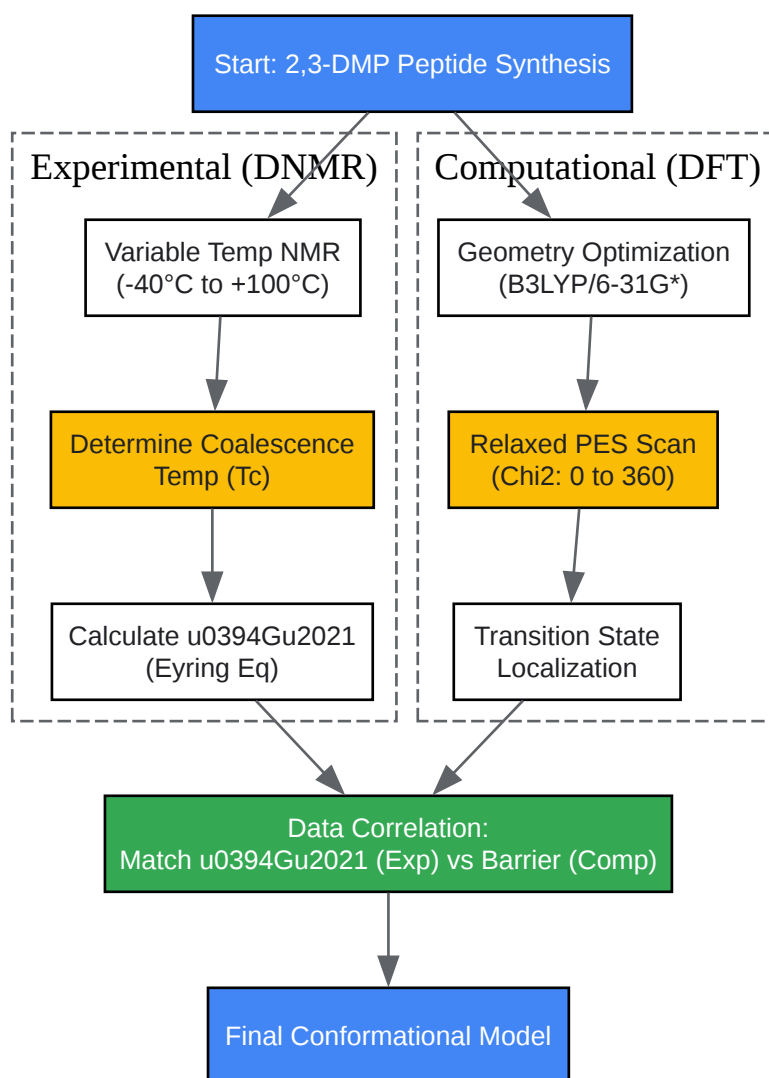 Start: 2,3-DMP Peptide Synthesis
Experimental (DNMR)
Computational (DFT)
Variable Temp NMR
(-40°C to +100°C)
Geometry Optimization
(B3LYP/6-31G*)
Determine Coalescence
Temp (Tc)
Relaxed PES Scan
(Chi2: 0 to 360)
Calculate u0394Gu2021
(Eyring Eq)
Transition State
Localization
Data Correlation:
Match u0394Gu2021 (Exp) vs Barrier (Comp)
Final Conformational Model